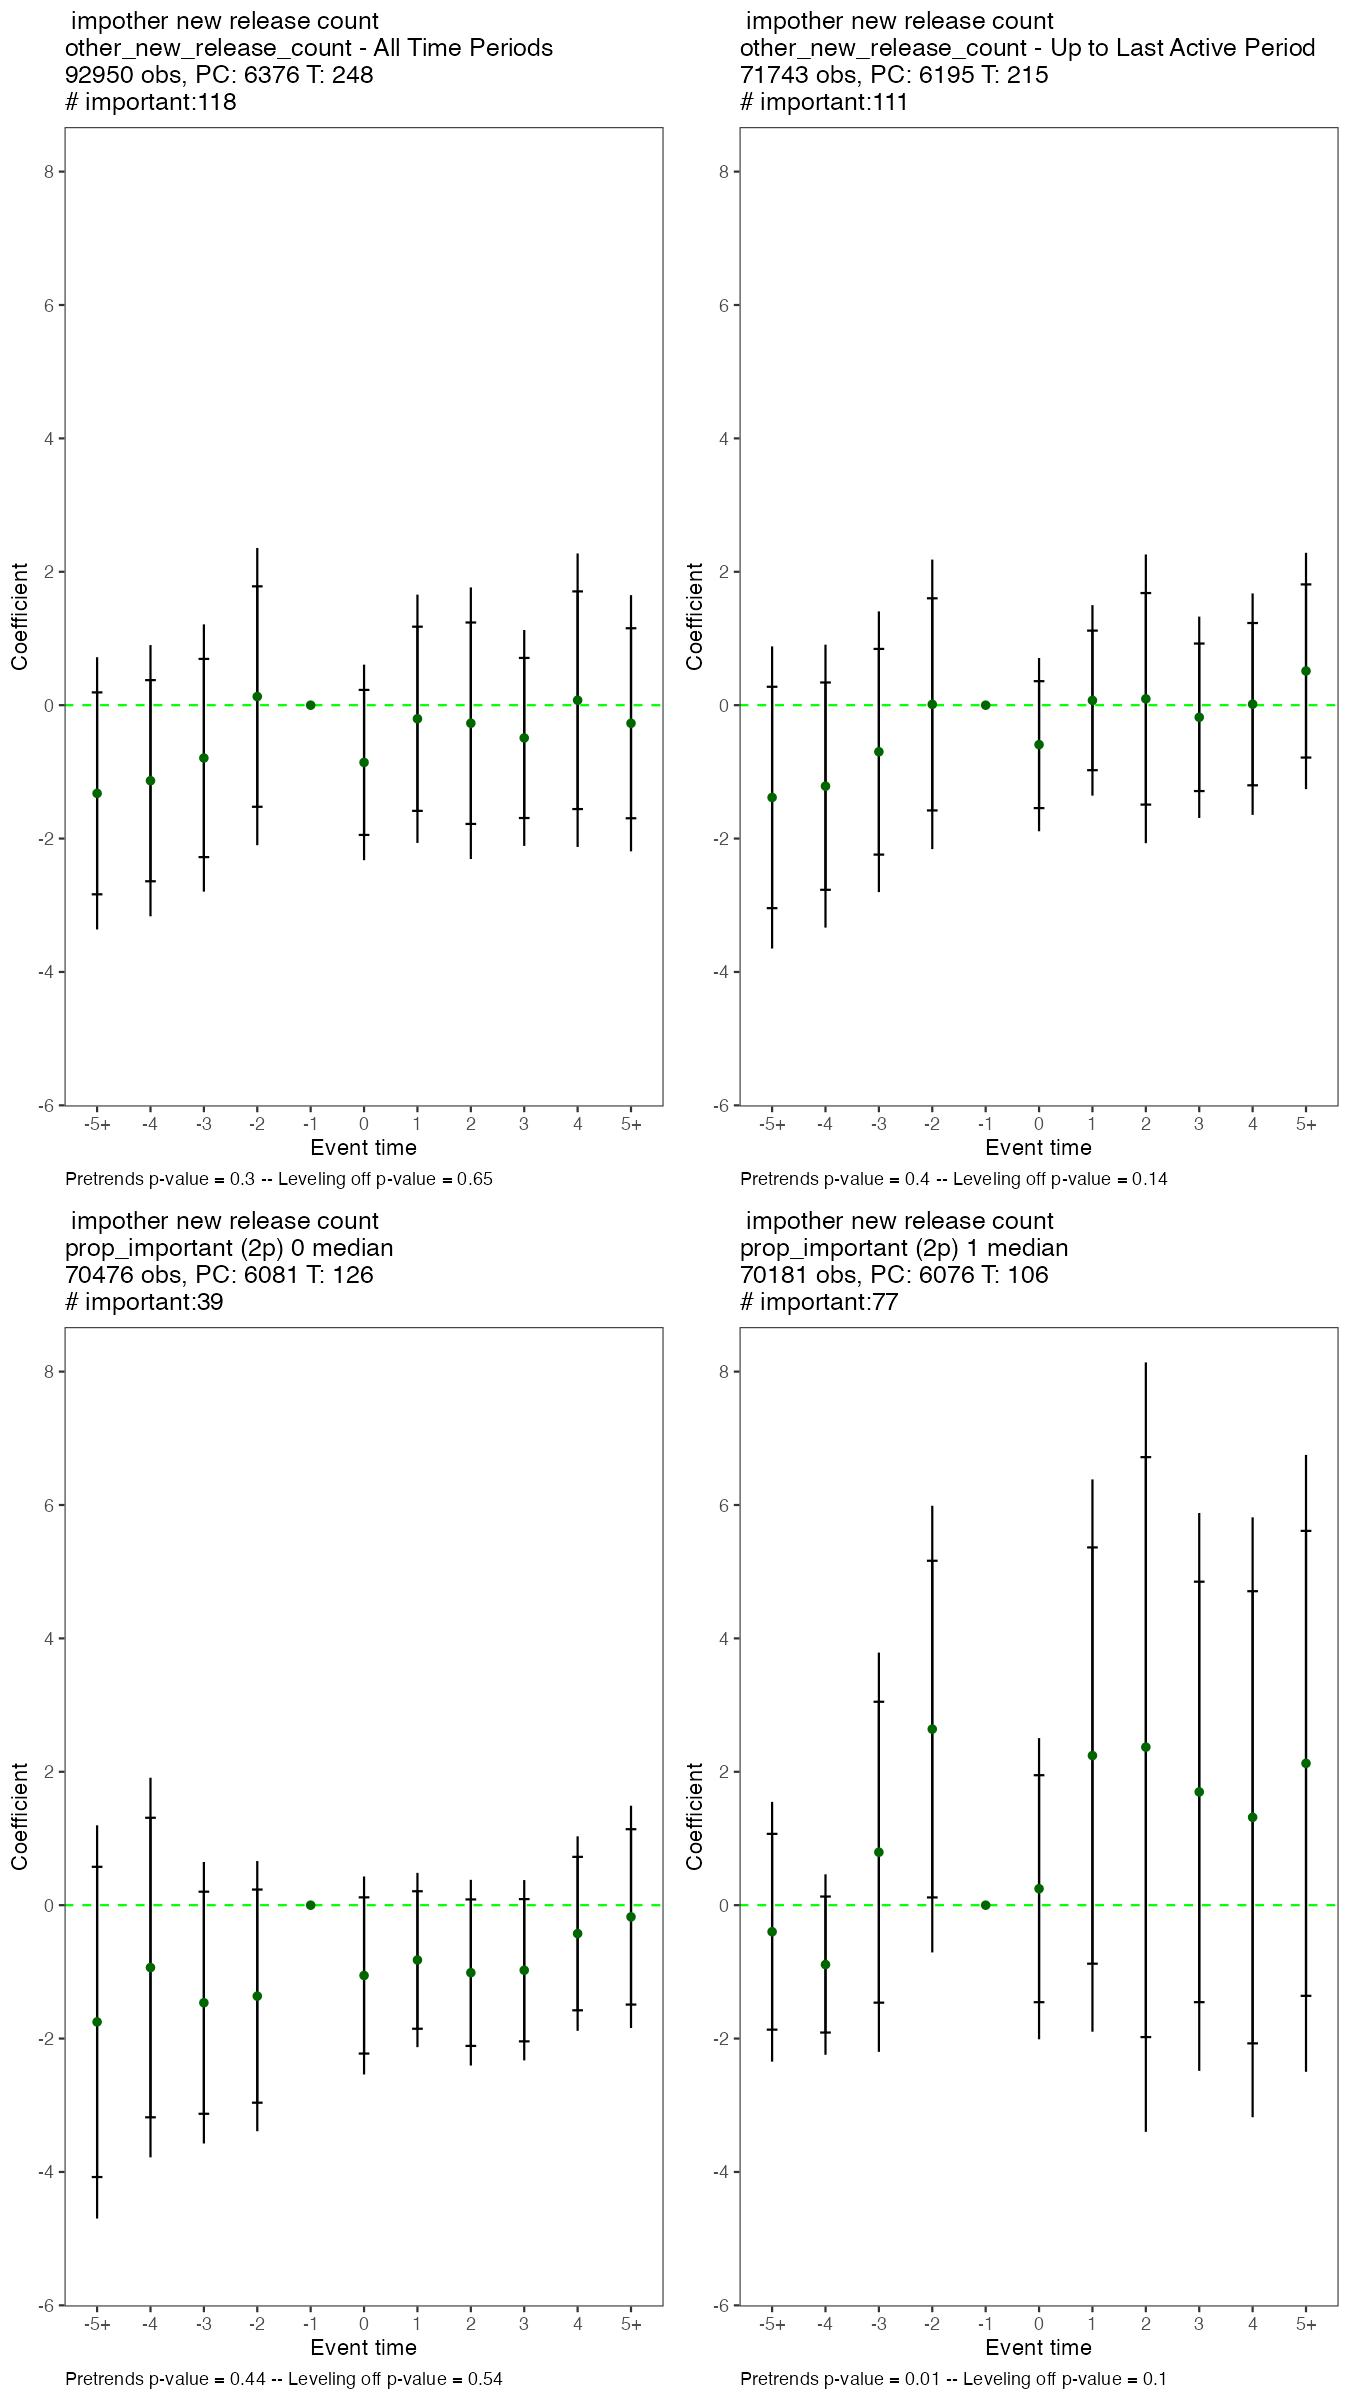 impother new release count
other_new_release_count - All Time Periods
92950 obs, PC: 6376 T: 248
# important:118
8
6
4
2
0
-2
-4
-6
Coefficient
-5+ -4 -3 -2 -1 0 1 2 3 4 5+
Event time
Pretrends p-value = 0.3 -- Leveling off p-value = 0.65
impother new release count
other_new_release_count - Up to Last Active Period
71743 obs, PC: 6195 T: 215
# important:111
8
6
4
2
0
-2
-4
-6
Coefficient
-5+ -4 -3 -2 -1 0 1 2 3 4 5+
Event time
Pretrends p-value = 0.4 -- Leveling off p-value = 0.14
impother new release count
prop_important (2p) 0 median
70476 obs, PC: 6081 T: 126
# important:39
8
6
4
2
0
-2
-4
-6
Coefficient
-5+ -4 -3 -2 -1 0 1 2 3 4 5+
Event time
Pretrends p-value = 0.44 -- Leveling off p-value = 0.54
impother new release count
prop_important (2p) 1 median
70181 obs, PC: 6076 T: 106
# important:77
8
6
4
2
0
-2
-4
-6
Coefficient
-5+ -4 -3 -2 -1 0 1 2 3 4 5+
Event time
Pretrends p-value = 0.01 -- Leveling off p-value = 0.1